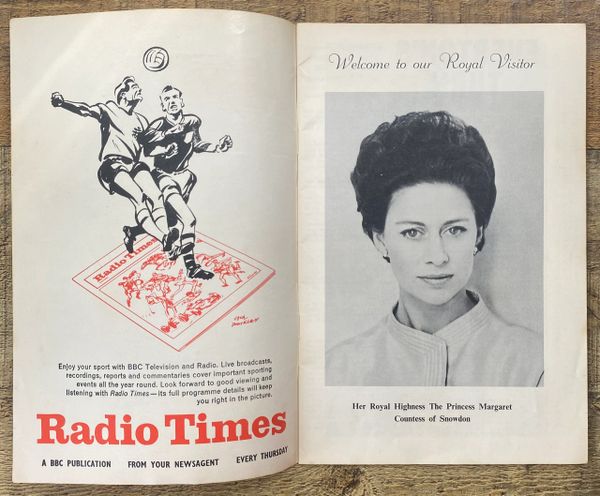 Radio Times
Enjoy your sport with BBC Television and Radio. Live broadcasts,
recordings, reports and commentaries cover important sporting
events all the year round. Look forward to good viewing and
listening with Radio Times—its full programme details will keep
you right in the picture.
Radio Times
A BBC PUBLICATION FROM YOUR NEWSAGENT EVERY THURSDAY
Welcome to our Royal Visitor
Her Royal Highness The Princess Margaret
Countess of Snowdon